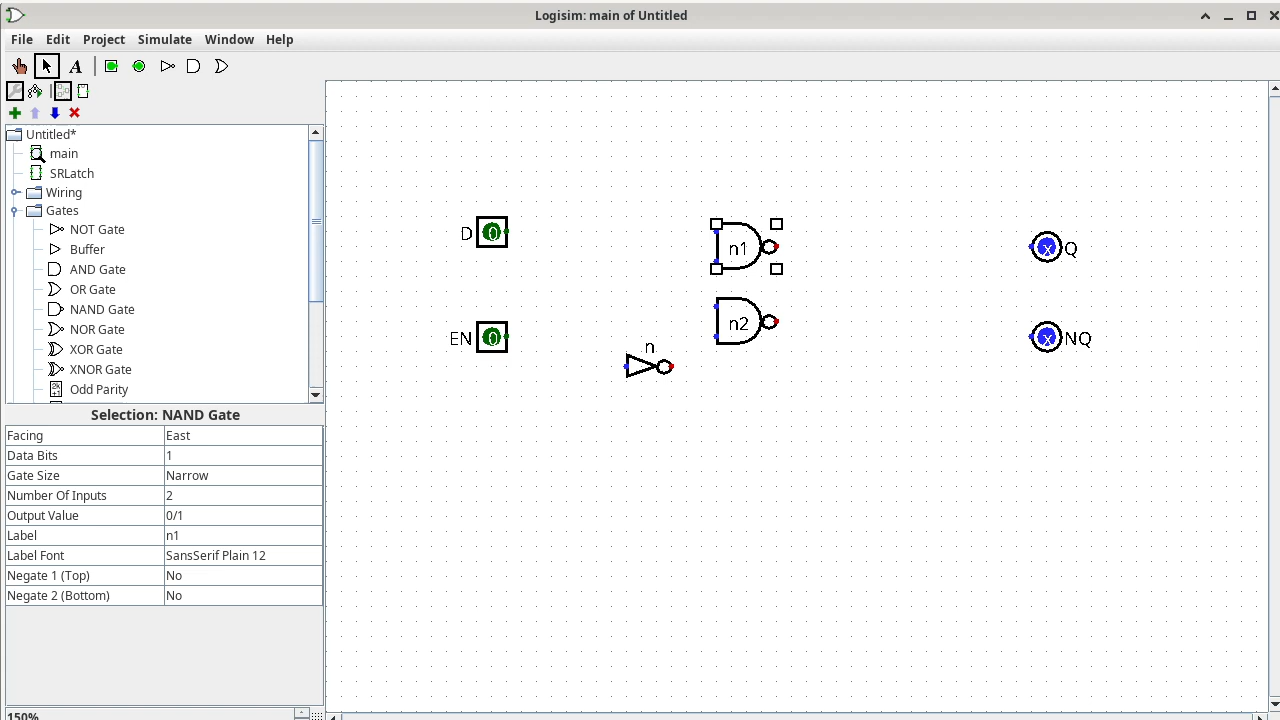 Logisim: main of Untitled
File Edit Project Simulate Window Help
A
Untitled*
main
SRLatch
Wiring
Gates
NOT Gate
Buffer
AND Gate
OR Gate
NAND Gate
NOR Gate
XOR Gate
XNOR Gate
Odd Parity
Selection: NAND Gate
Facing East
Data Bits 1
Gate Size Narrow
Number Of Inputs 2
Output Value 0/1
Label n1
Label Font SansSerif Plain 12
Negate 1 (Top) No
Negate 2 (Bottom) No
150%
D 0
n1
x Q
n2
EN 0
n
x NQ